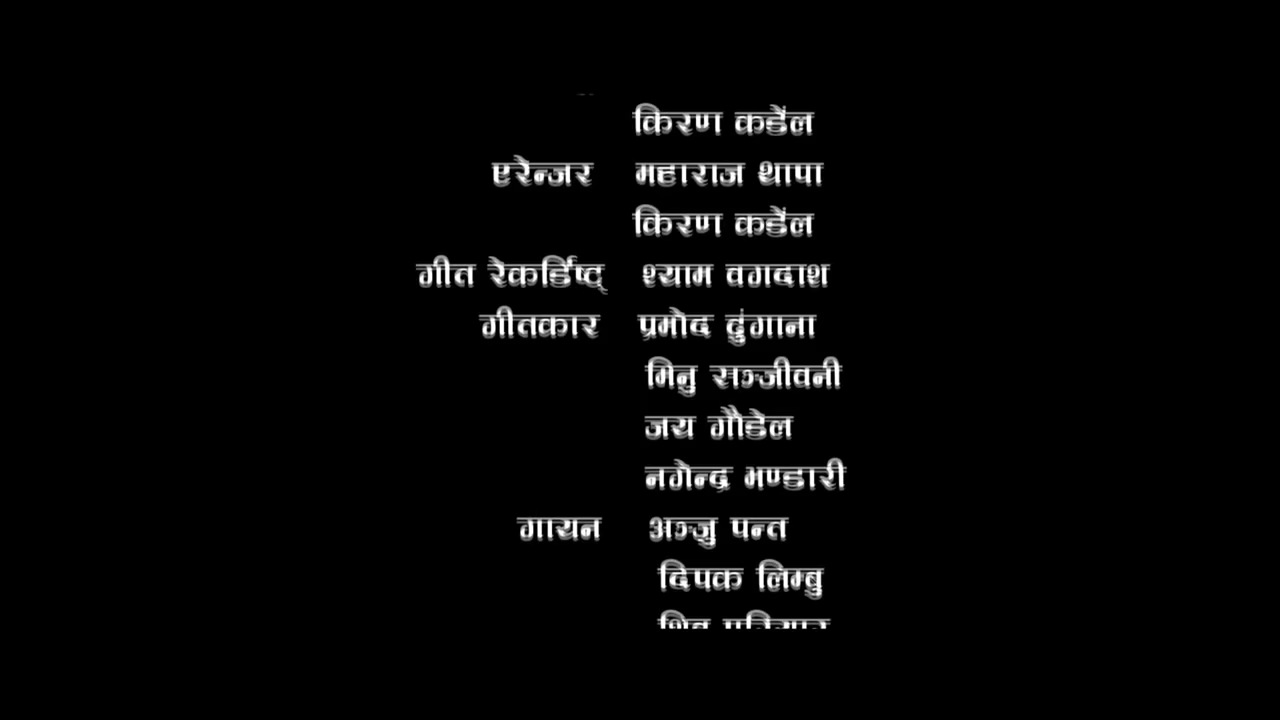 किरण कडेंल
एरेन्जर महाराज थापा
किरण कडेंल
गीत रेकर्डिष्ट् श्याम वगदाश
गीतकार प्रमोद ढुंगाना
मिनु सञ्जीवनी
जय गौडेल
नगेन्द्र भण्डारी
गायन अञ्जु पन्त
दिपक लिम्बु
शिव परियार